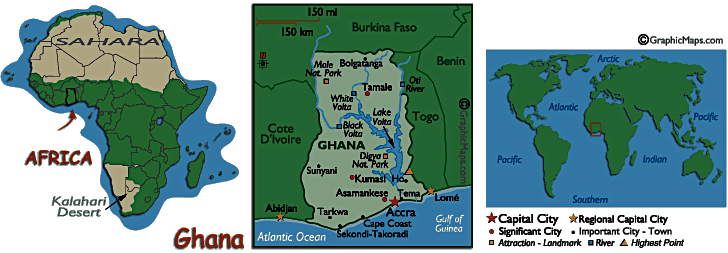 SAHARA
AFRICA
Kalahari
Desert
Ghana
150 mi
150 km
N
Burkina Faso
Benin
Bolgatanga
Mole
Nat. Park
Oti
River
Tamale
White
Volta
Togo
Black
Volta
Lake
Volta
Cote
D'Ivoire
GHANA
Digya
Nat. Park
Sunyani
Kumasi
Ho
Asamankese
Tema
Lomé
Abidjan
Accra
Tarkwa
Cape Coast
Sekondi-Takoradi
Gulf of
Guinea
Atlantic Ocean
©GraphicMaps.com
©GraphicMaps.com
Arctic
Atlantic
Pacific
Pacific
Indian
Southern
Capital City
Regional Capital City
Significant City
Important City - Town
Attraction - Landmark
River
Highest Point